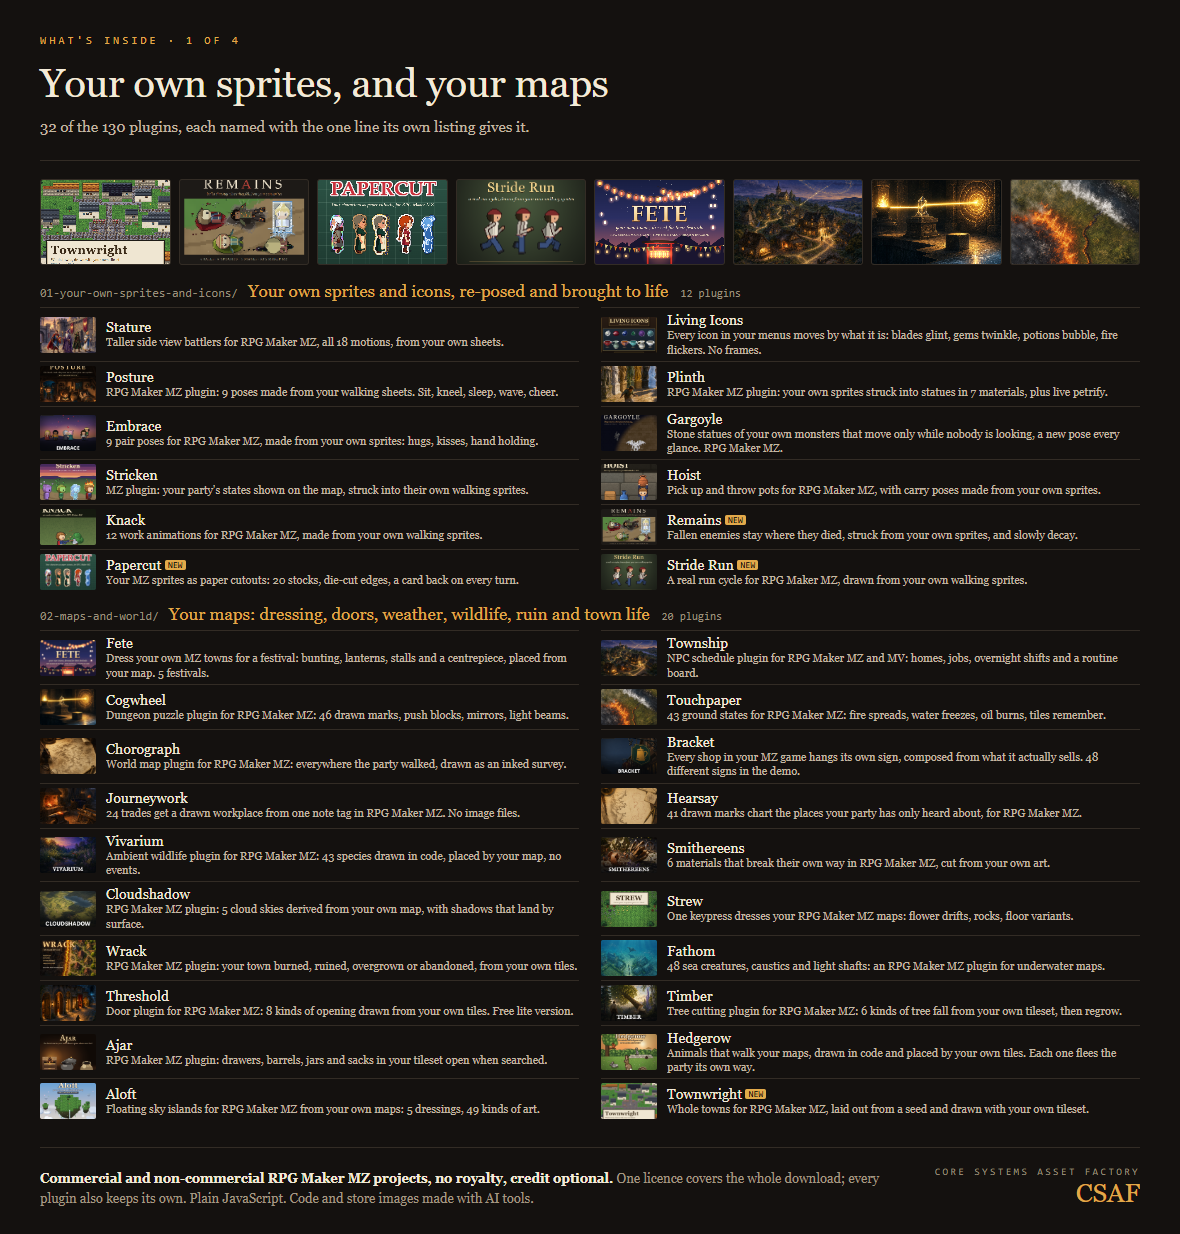 WHAT'S INSIDE · 1 OF 4
Your own sprites, and your maps
32 of the 130 plugins, each named with the one line its own listing gives it.
Townwright
REMAINS
PAPERCUT
Stride Run
FETE
01-your-own-sprites-and-icons/ Your own sprites and icons, re-posed and brought to life 12 plugins
Stature
Taller side view battlers for RPG Maker MZ, all 18 motions, from your own sheets.
LIVING ICONS
Living Icons
Every icon in your menus moves by what it is: blades glint, gems twinkle, potions bubble, fire
flickers. No frames.
POSTURE
Posture
RPG Maker MZ plugin: 9 poses made from your walking sheets. Sit, kneel, sleep, wave, cheer.
Plinth
RPG Maker MZ plugin: your own sprites struck into statues in 7 materials, plus live petrify.
EMBRACE
Embrace
9 pair poses for RPG Maker MZ, made from your own sprites: hugs, kisses, hand holding.
GARGOYLE
Gargoyle
Stone statues of your own monsters that move only while nobody is looking, a new pose every
glance. RPG Maker MZ.
Stricken
Stricken
MZ plugin: your party's states shown on the map, struck into their own walking sprites.
HOIST
Hoist
Pick up and throw pots for RPG Maker MZ, with carry poses made from your own sprites.
KNACK
Knack
12 work animations for RPG Maker MZ, made from your own walking sprites.
REMAINS
Remains NEW
Fallen enemies stay where they died, struck from your own sprites, and slowly decay.
PAPERCUT
Papercut NEW
Your MZ sprites as paper cutouts: 20 stocks, die-cut edges, a card back on every turn.
Stride Run
Stride Run NEW
A real run cycle for RPG Maker MZ, drawn from your own walking sprites.
02-maps-and-world/ Your maps: dressing, doors, weather, wildlife, ruin and town life 20 plugins
FETE
Fete
Dress your own MZ towns for a festival: bunting, lanterns, stalls and a centrepiece, placed from
your map. 5 festivals.
Township
NPC schedule plugin for RPG Maker MZ and MV: homes, jobs, overnight shifts and a routine
board.
Cogwheel
Dungeon puzzle plugin for RPG Maker MZ: 46 drawn marks, push blocks, mirrors, light beams.
Touchpaper
43 ground states for RPG Maker MZ: fire spreads, water freezes, oil burns, tiles remember.
Chorograph
World map plugin for RPG Maker MZ: everywhere the party walked, drawn as an inked survey.
BRACKET
Bracket
Every shop in your MZ game hangs its own sign, composed from what it actually sells. 48
different signs in the demo.
Journeywork
24 trades get a drawn workplace from one note tag in RPG Maker MZ. No image files.
Hearsay
41 drawn marks chart the places your party has only heard about, for RPG Maker MZ.
VIVARIUM
Vivarium
Ambient wildlife plugin for RPG Maker MZ: 43 species drawn in code, placed by your map, no
events.
SMITHEREENS
Smithereens
6 materials that break their own way in RPG Maker MZ, cut from your own art.
CLOUDSHADOW
Cloudshadow
RPG Maker MZ plugin: 5 cloud skies derived from your own map, with shadows that land by
surface.
STREW
Strew
One keypress dresses your RPG Maker MZ maps: flower drifts, rocks, floor variants.
WRACK
Wrack
RPG Maker MZ plugin: your town burned, ruined, overgrown or abandoned, from your own tiles.
Fathom
48 sea creatures, caustics and light shafts: an RPG Maker MZ plugin for underwater maps.
Threshold
Door plugin for RPG Maker MZ: 8 kinds of opening drawn from your own tiles. Free lite version.
TIMBER
Timber
Tree cutting plugin for RPG Maker MZ: 6 kinds of tree fall from your own tileset, then regrow.
AJAR
Ajar
RPG Maker MZ plugin: drawers, barrels, jars and sacks in your tileset open when searched.
Hedgerow
Animals that walk your maps, drawn in code and placed by your own tiles. Each one flees the
party its own way.
Aloft
Aloft
Floating sky islands for RPG Maker MZ from your own maps: 5 dressings, 49 kinds of art.
Townwright
Townwright NEW
Whole towns for RPG Maker MZ, laid out from a seed and drawn with your own tileset.
Commercial and non-commercial RPG Maker MZ projects, no royalty, credit optional. One licence covers the whole download; every
plugin also keeps its own. Plain JavaScript. Code and store images made with AI tools.
CORE SYSTEMS ASSET FACTORY
CSAF